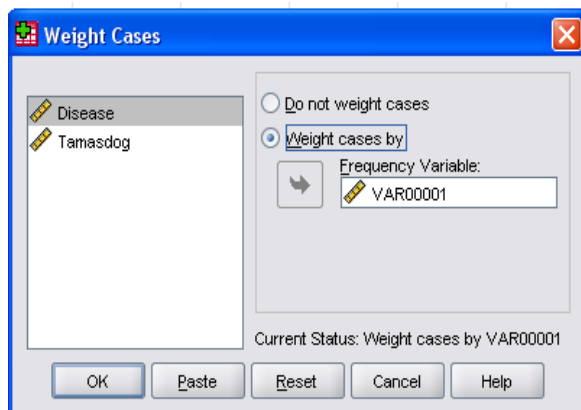 Weight Cases
Disease
Tamasdog
Do not weight cases
Weight cases by
Frequency Variable:
VAR00001
Current Status: Weight cases by VAR00001
OK
Paste
Reset
Cancel
Help